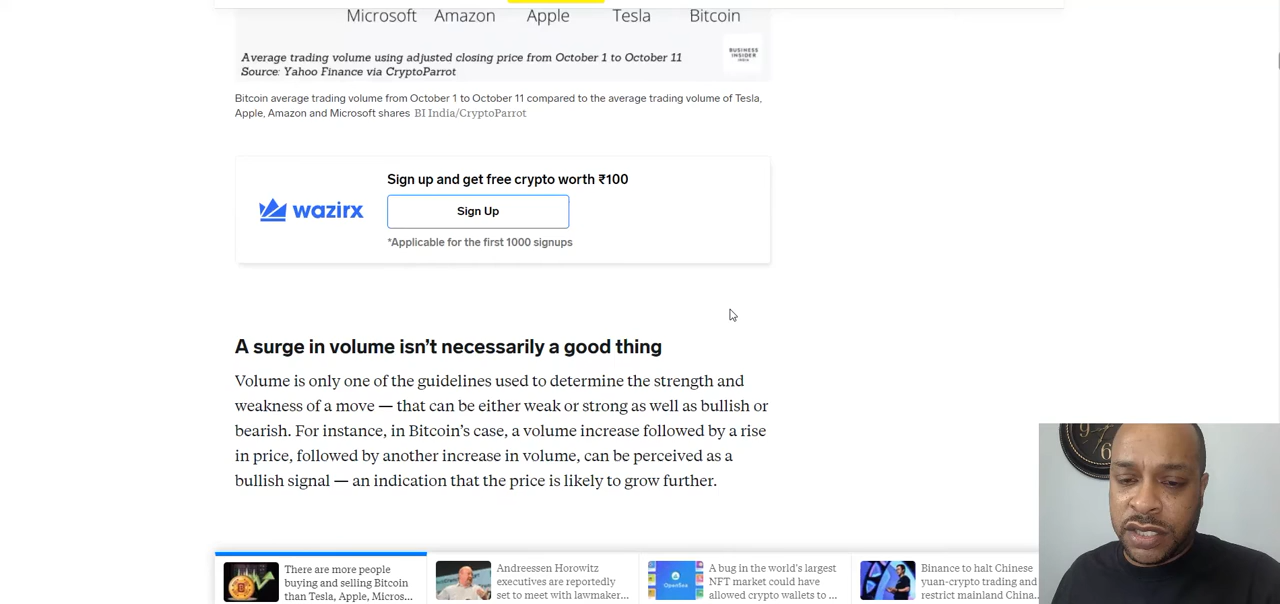 Microsoft Amazon Apple Tesla Bitcoin
Average trading volume using adjusted closing price from October 1 to October 11
Source: Yahoo Finance via CryptoParrot
BUSINESS
INSIDER
INDIA
Bitcoin average trading volume from October 1 to October 11 compared to the average trading volume of Tesla,
Apple, Amazon and Microsoft shares BI India/CryptoParrot
Sign up and get free crypto worth ₹100
wazirx
Sign Up
*Applicable for the first 1000 signups
A surge in volume isn’t necessarily a good thing
Volume is only one of the guidelines used to determine the strength and
weakness of a move — that can be either weak or strong as well as bullish or
bearish. For instance, in Bitcoin’s case, a volume increase followed by a rise
in price, followed by another increase in volume, can be perceived as a
bullish signal — an indication that the price is likely to grow further.
There are more people
buying and selling Bitcoin
than Tesla, Apple, Micros...
Andreessen Horowitz
executives are reportedly
set to meet with lawmaker...
OpenSea
A bug in the world’s largest
NFT market could have
allowed crypto wallets to ...
Binance to halt Chinese
yuan-crypto trading and
restrict mainland China...
9 6